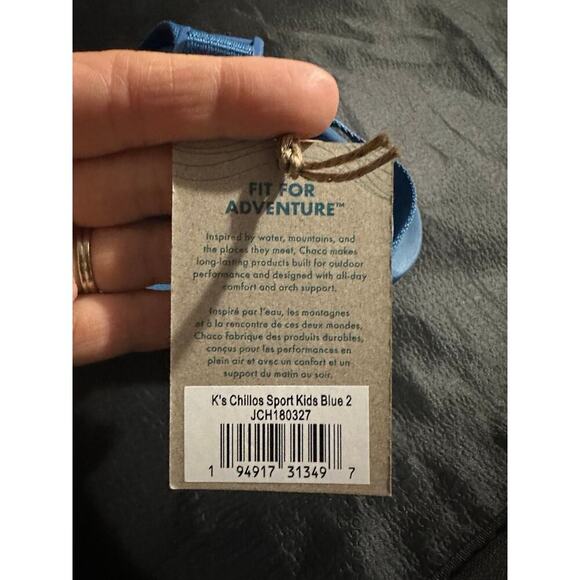 FIT FOR
ADVENTURE™
Inspired by water, mountains, and
the places they meet, Chaco makes
long-lasting products built for outdoor
performance and designed with all-day
comfort and arch support.
Inspiré par l'eau, les montagnes
et à la rencontre de ces deux mondes,
Chaco fabrique des produits durables,
conçus pour les performances en
plein air et avec un confort et un
support du matin au soir.
K's Chillos Sport Kids Blue 2
JCH180327
1 94917 31349 7